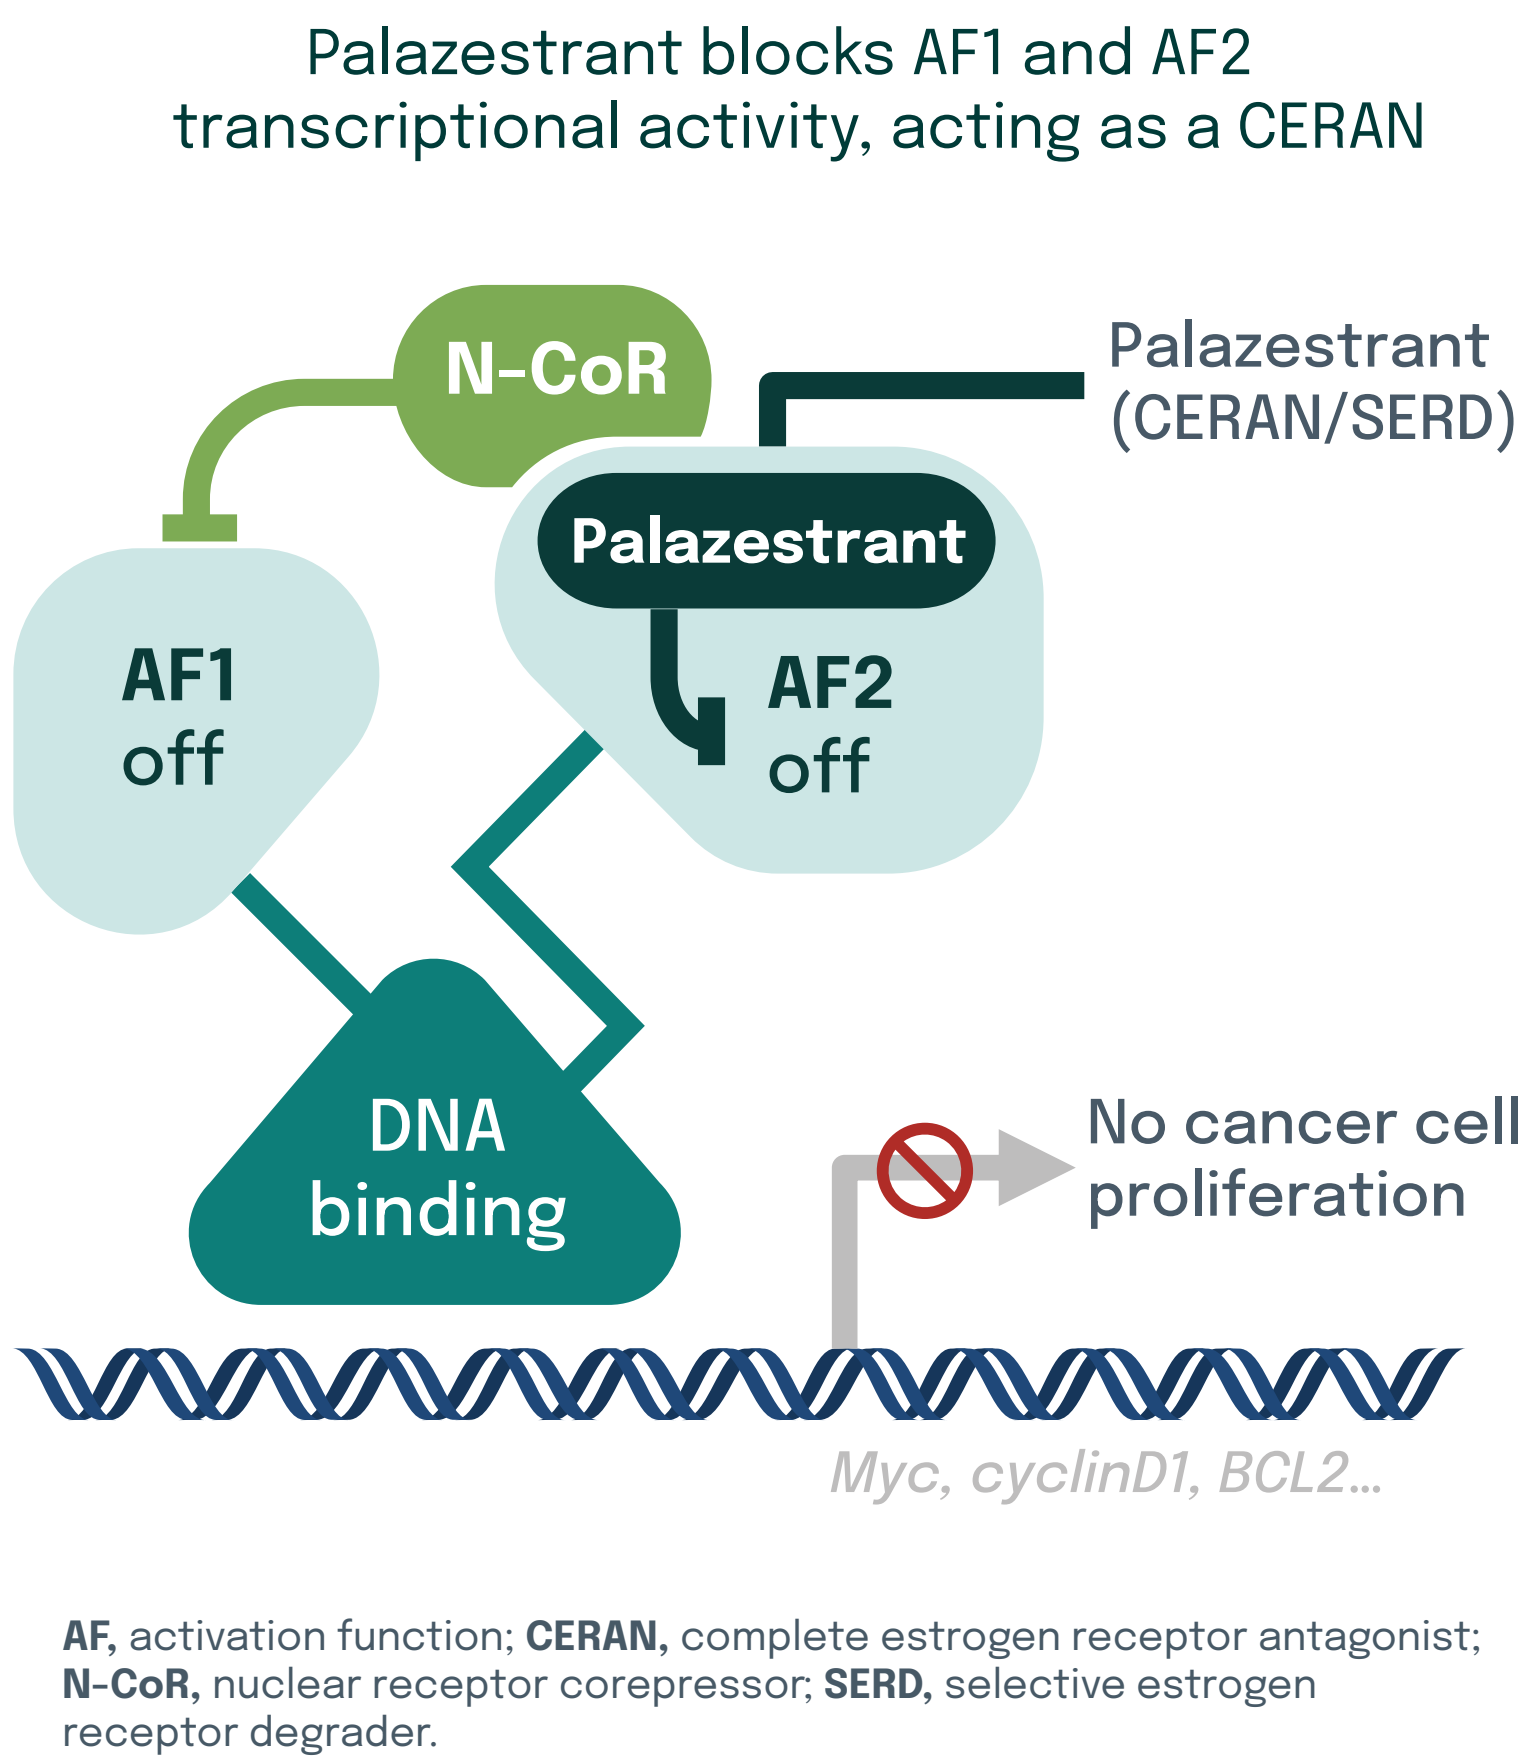 Palazestrant blocks AF1 and AF2
transcriptional activity, acting as a CERAN
N-CoR
Palazestrant
(CERAN/SERD)
Palazestrant
AF1
off
AF2
off
DNA
binding
No cancer cell
proliferation
Myc, cyclinD1, BCL2…
AF, activation function; CERAN, complete estrogen receptor antagonist;
N-CoR, nuclear receptor corepressor; SERD, selective estrogen
receptor degrader.